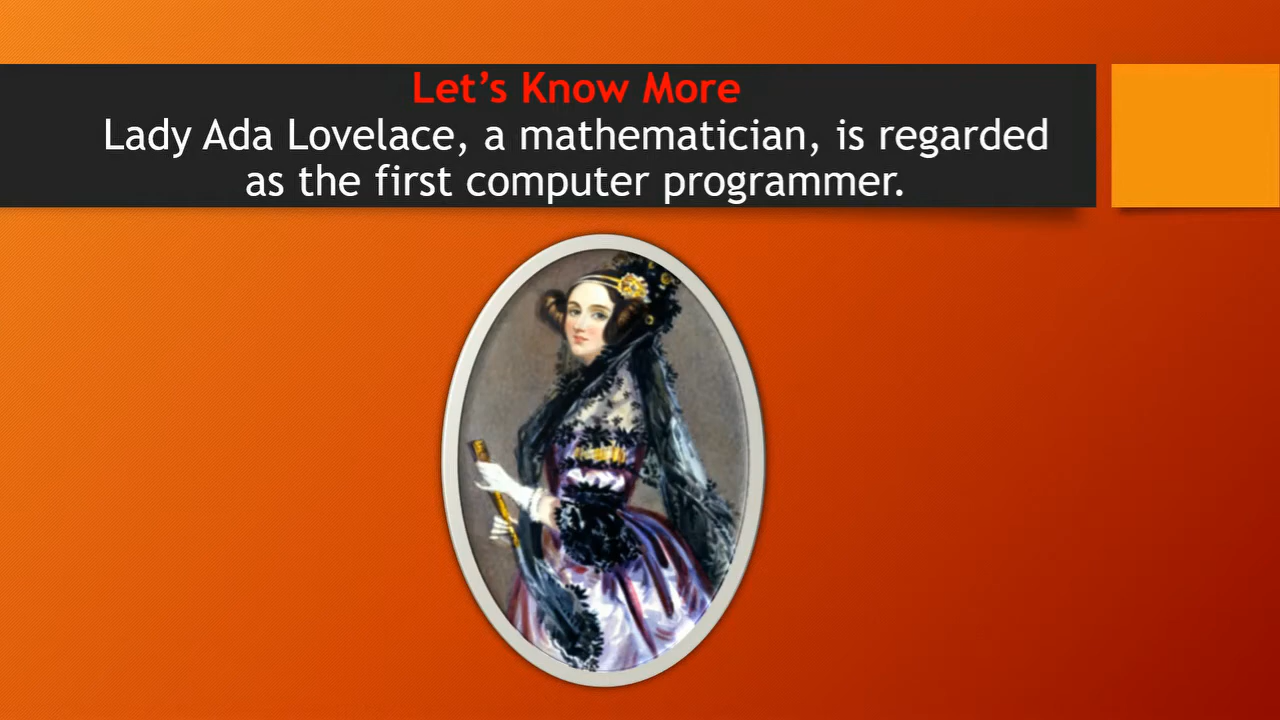 Let’s Know More
Lady Ada Lovelace, a mathematician, is regarded
as the first computer programmer.